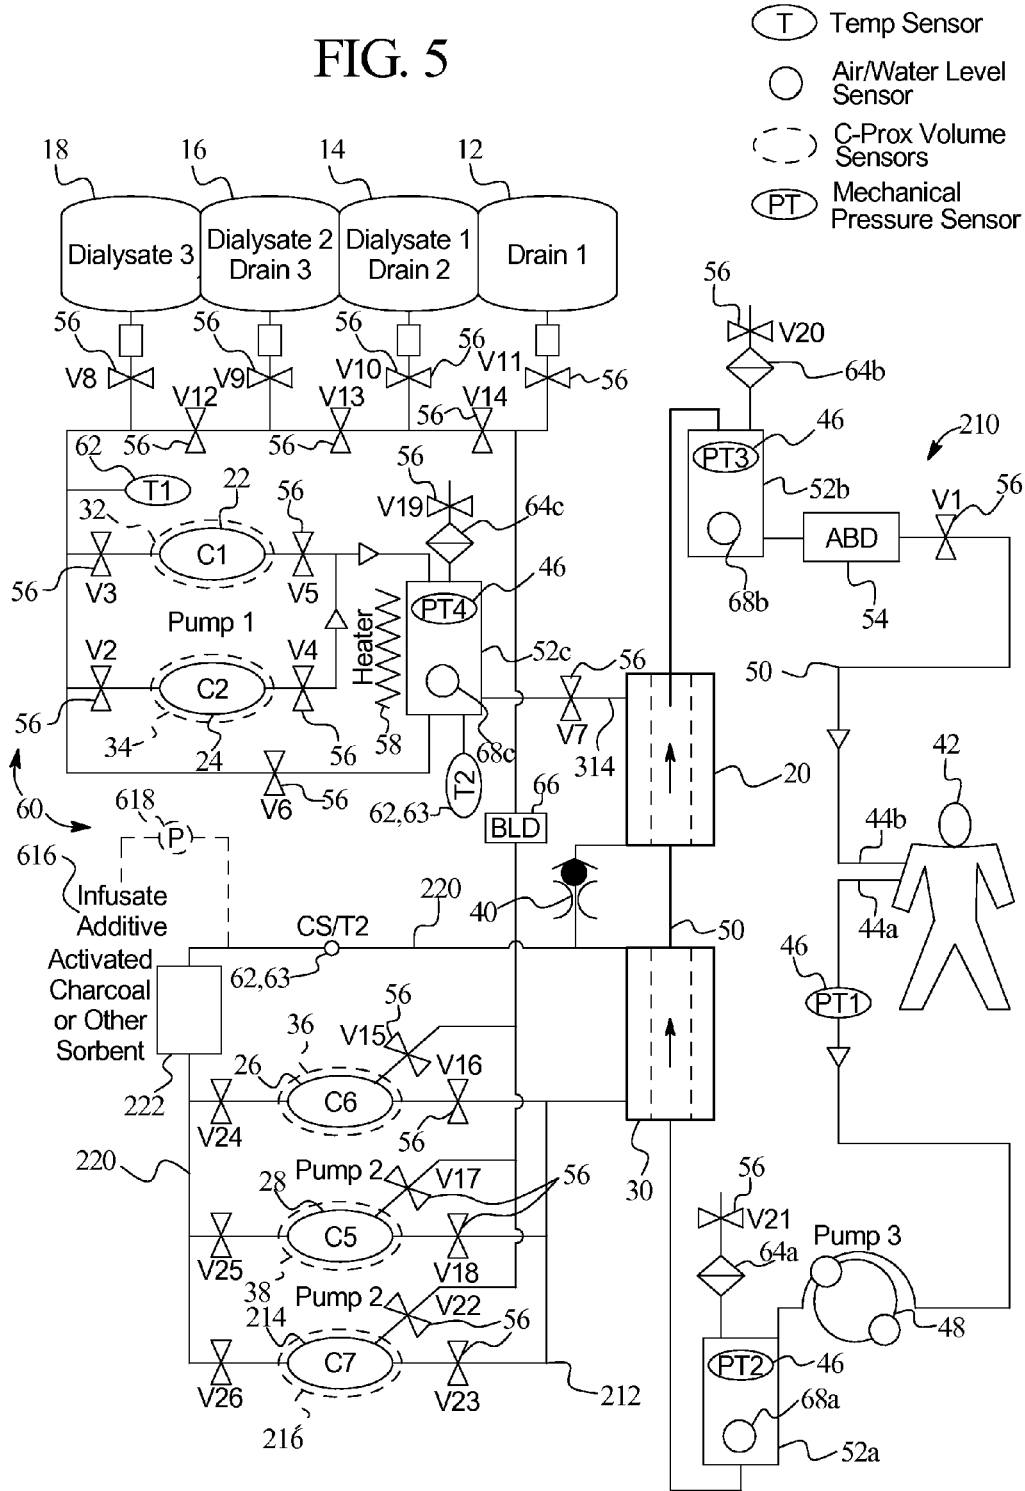 FIG. 5
T Temp Sensor
Air/Water Level
Sensor
C-Prox Volume
Sensors
PT Mechanical
Pressure Sensor
18
16
14
12
Dialysate 3
Dialysate 2
Drain 3
Dialysate 1
Drain 2
Drain 1
56
56
56
56
V8
V9
V10
V11
56
V12
V13
V14
56
56
56
56
V20
64b
46
PT3
52b
210
V1
56
ABD
68b
54
62
T1
22
56
56
32
V19
64c
C1
V3
V5
56
46
PT4
Pump 1
Heater
52c
V2
V4
C2
56
56
34
24
58
68c
56
V7
314
50
V6
56
T2
62,63
66
BLD
20
42
60
618
P
616
Infusate
Additive
44b
44a
40
220
50
CS/T2
62,63
Activated
Charcoal
or Other
Sorbent
46
PT1
56
V15
36
V16
26
C6
222
V24
56
220
30
Pump 2
V17
56
28
C5
V25
V18
38
56
V21
64a
Pump 3
Pump 2
V22
214
56
C7
48
PT2
46
V26
V23
212
216
68a
52a